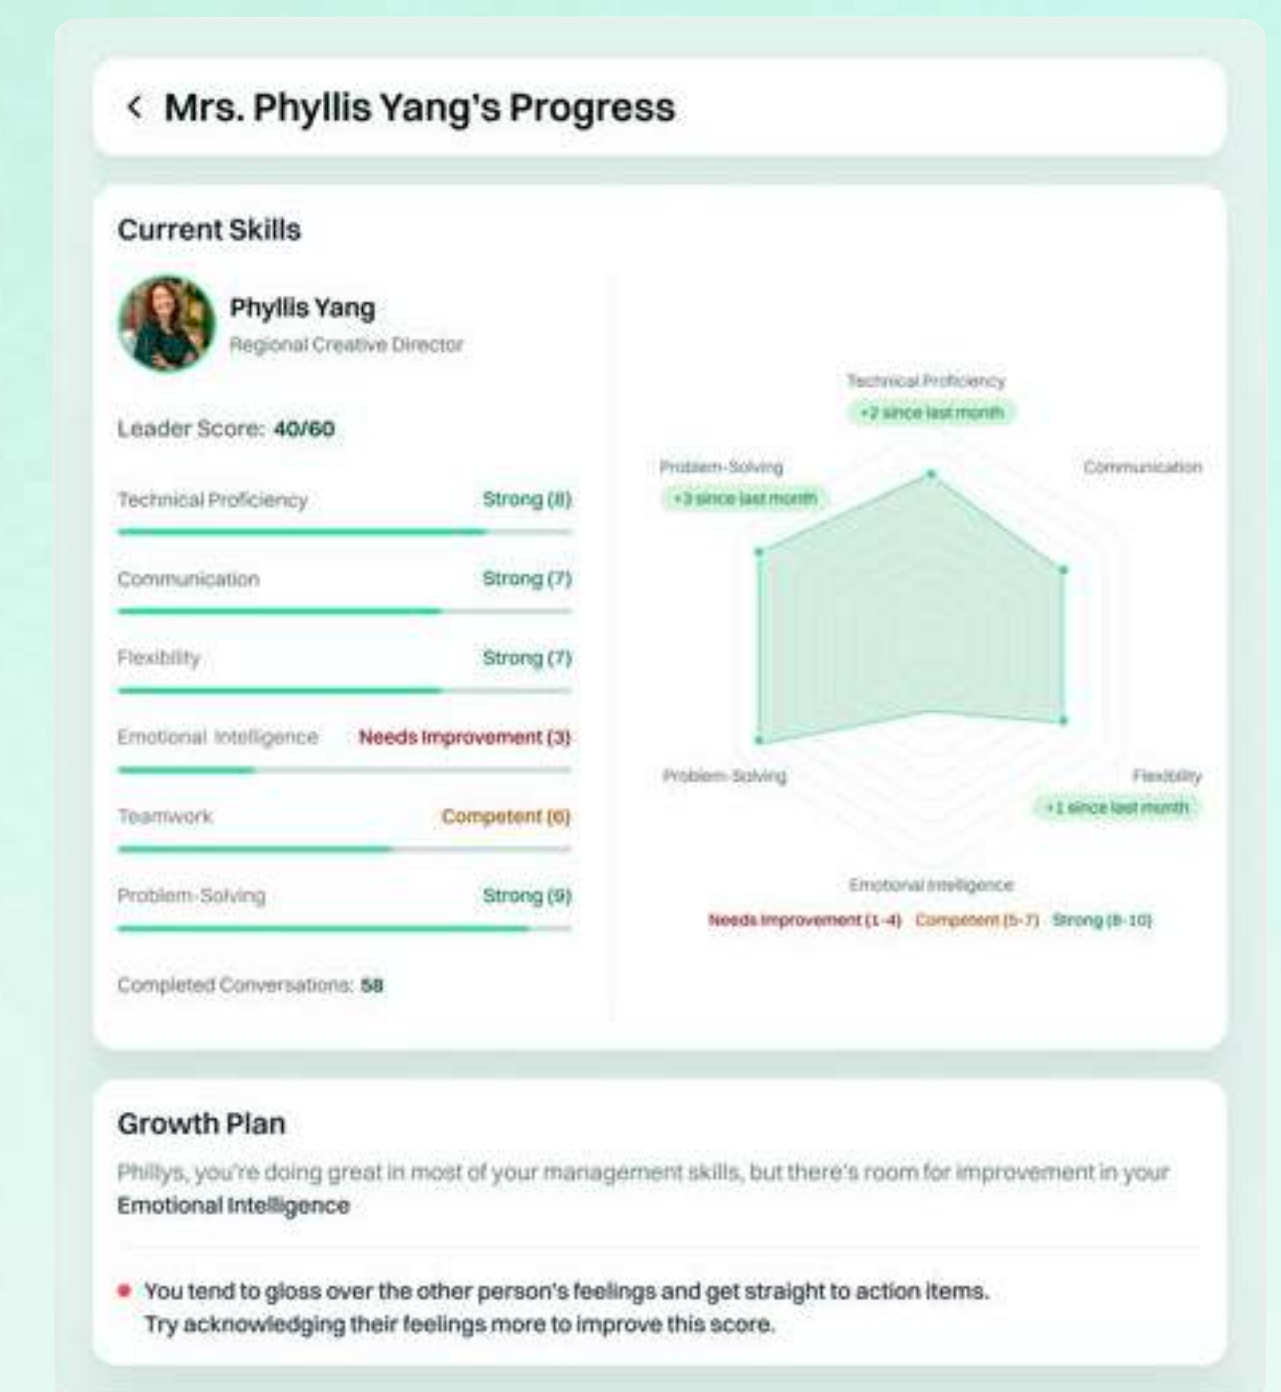 Mrs. Phyllis Yang's Progress
Current Skills
Phyllis Yang
Regional Creative Director
Leader Score: 40/60
Technical Proficiency Strong (8)
Communication Strong (7)
Flexibility Strong (7)
Emotional Intelligence Needs Improvement (3)
Teamwork Competent (6)
Problem-Solving Strong (9)
Completed Conversations: 58
Technical Proficiency
+2 since last month
Problem-Solving
+3 since last month
Communication
Problem-Solving
Flexibility
+1 since last month
Emotional Intelligence
Needs Improvement (1-4) Competent (5-7) Strong (8-10)
Growth Plan
Phillys, you're doing great in most of your management skills, but there's room for improvement in your
Emotional Intelligence
You tend to gloss over the other person's feelings and get straight to action items.
Try acknowledging their feelings more to improve this score.